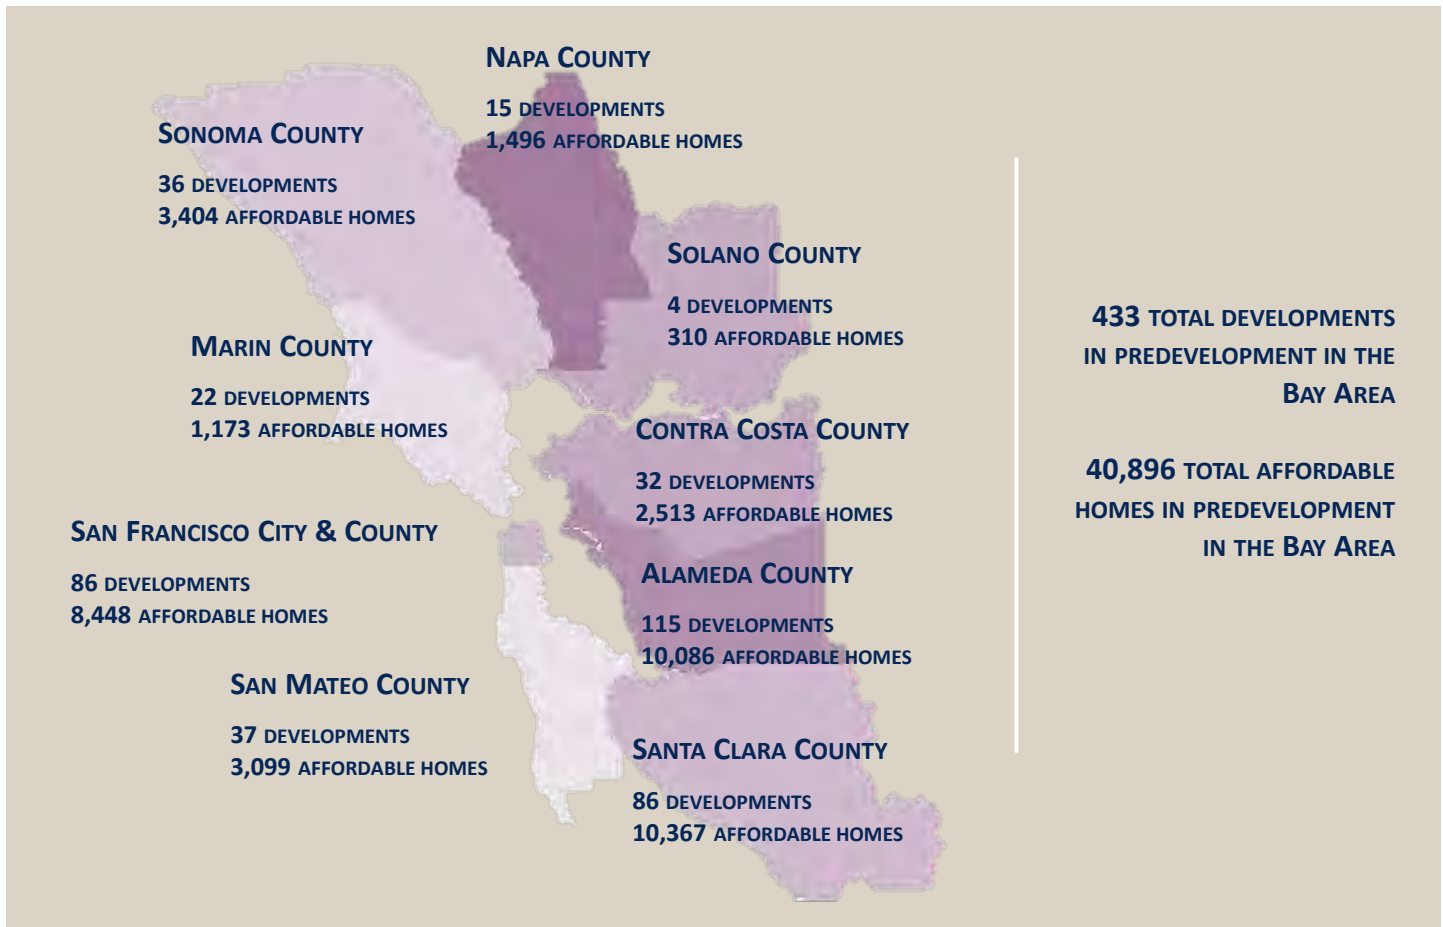 Napa County
15 developments
1,496 affordable homes
Sonoma County
36 developments
3,404 affordable homes
Solano County
4 developments
310 affordable homes
Marin County
22 developments
1,173 affordable homes
Contra Costa County
32 developments
2,513 affordable homes
San Francisco City & County
86 developments
8,448 affordable homes
Alameda County
115 developments
10,086 affordable homes
San Mateo County
37 developments
3,099 affordable homes
Santa Clara County
86 developments
10,367 affordable homes
433 total developments
in predevelopment in the
Bay Area
40,896 total affordable
homes in predevelopment
in the Bay Area